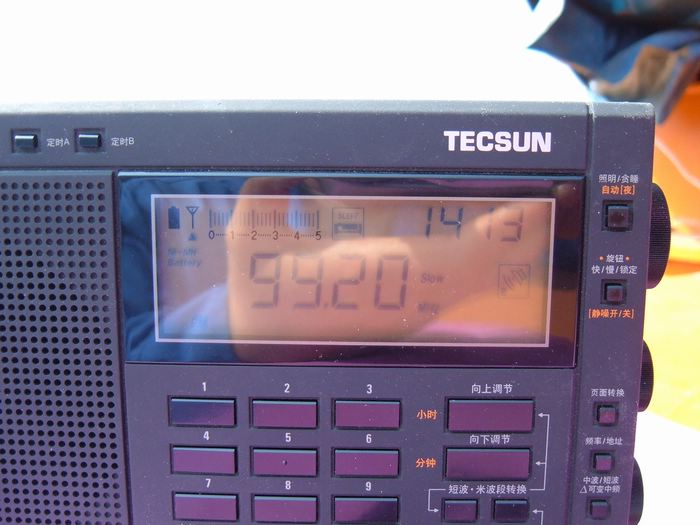 定时A 定时B TECSUN
照明/贪睡
自动[夜]
0 1 2 3 4 5
SLEEP
14 13
Ni-MH
Battery
99.20
Slow
MHz
FM
• 旋钮 •
快/慢/锁定
[静噪开/关]
1 2 3 向上调节
小时
4 5 6 向下调节
分钟
7 8 9 短波·米波段转换
页面转换
频率/地址
中波/短波
△可变中频